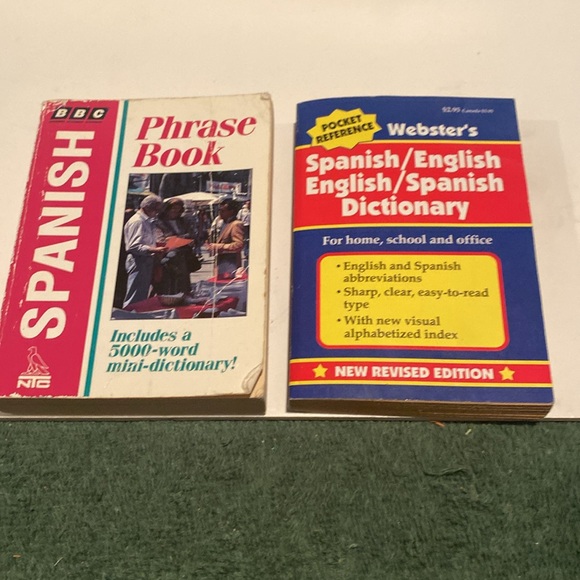 BBC
SPANISH
Phrase
Book
Includes a
5000-word
mini-dictionary!
NTC
$2.95
POCKET
REFERENCE
Webster's
Spanish/English
English/Spanish
Dictionary
For home, school and office
• English and Spanish
abbreviations
• Sharp, clear, easy-to-read
type
• With new visual
alphabetized index
NEW REVISED EDITION